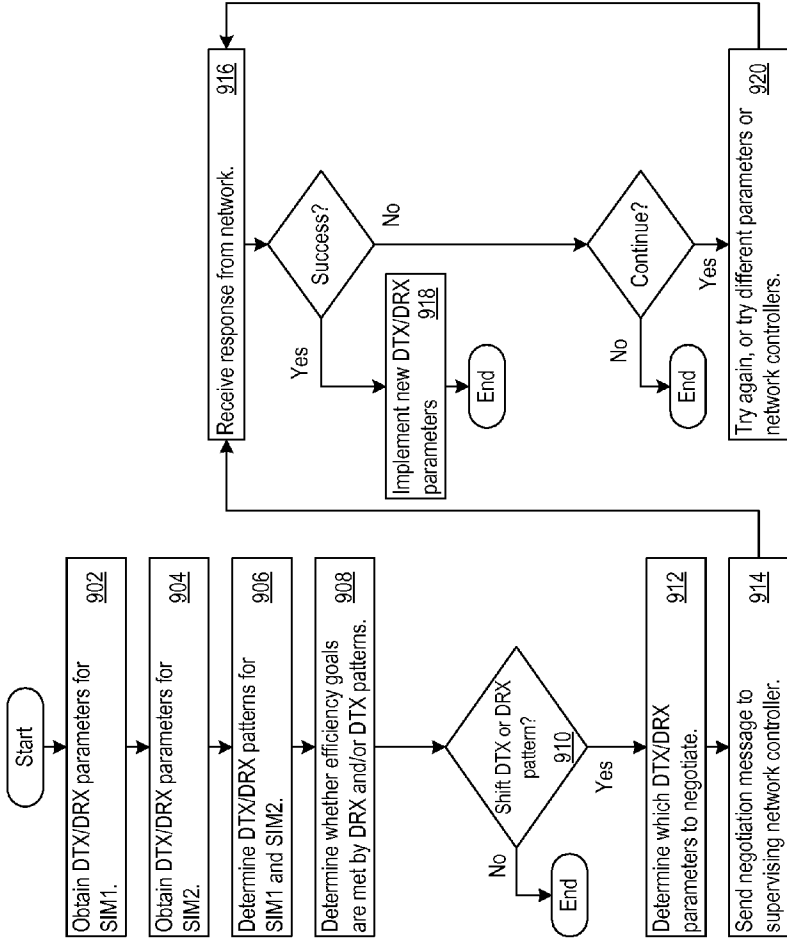 Start
Obtain DTX/DRX parameters for
SIM1. 902
Obtain DTX/DRX parameters for
SIM2. 904
Determine DTX/DRX patterns for
SIM1 and SIM2. 906
Determine whether efficiency goals
are met by DRX and/or DTX patterns. 908
Shift DTX or DRX
pattern?
910
No
End
Yes
Determine which DTX/DRX
parameters to negotiate. 912
Send negotiation message to
supervising network controller. 914
Receive response from network.
916
Success?
Yes
No
Implement new DTX/DRX
parameters 918
End
Continue?
No
Yes
End
Try again, or try different parameters or
network controllers. 920